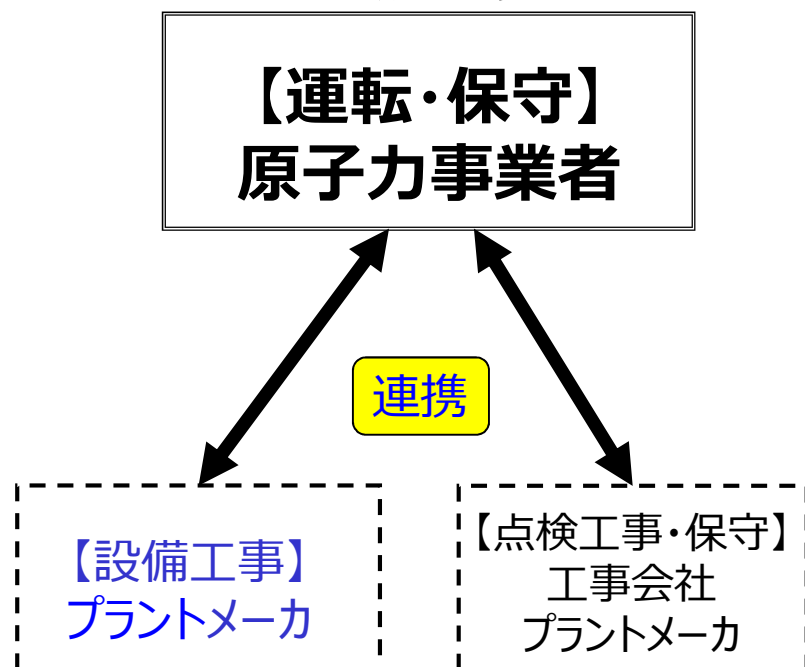 【運転・保守】
原子力事業者
連携
【設備工事】
プラントメーカ
【点検工事・保守】
工事会社
プラントメーカ